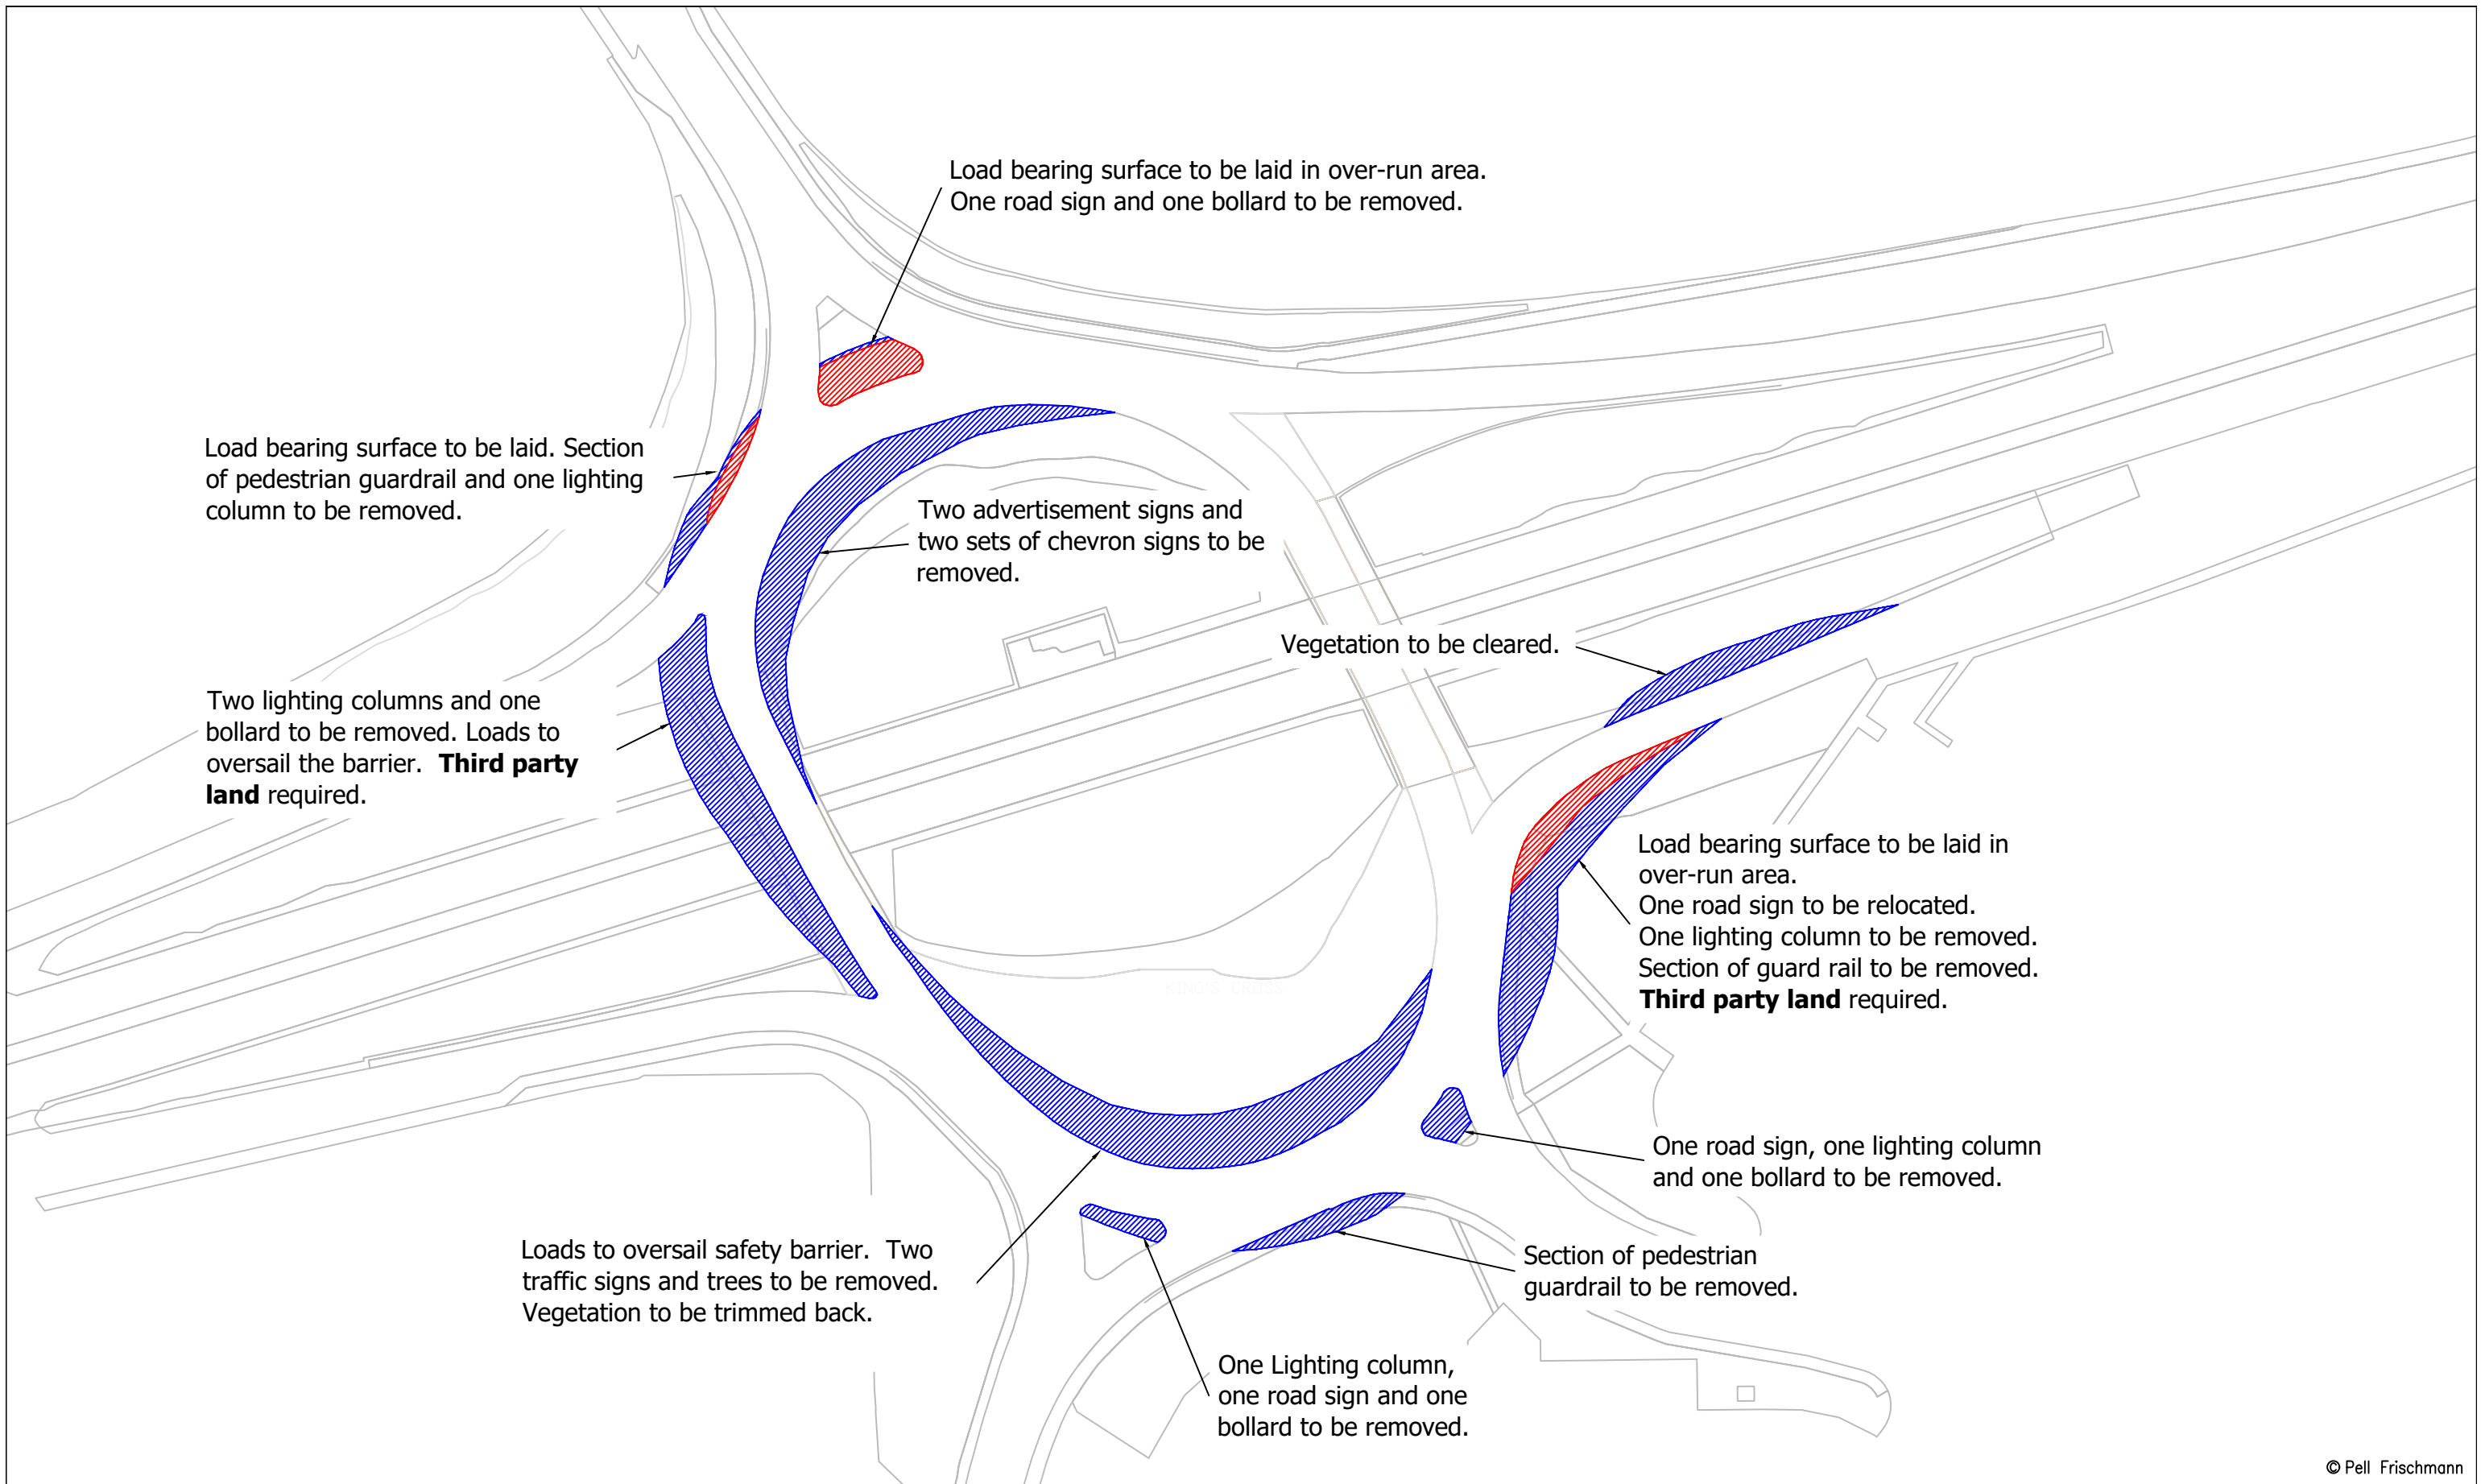 Load bearing surface to be laid in over-run area.
One road sign and one bollard to be removed.
Load bearing surface to be laid. Section
of pedestrian guardrail and one lighting
column to be removed.
Two advertisement signs and
two sets of chevron signs to be
removed.
Vegetation to be cleared.
Two lighting columns and one
bollard to be removed. Loads to
oversail the barrier. Third party
land required.
Load bearing surface to be laid in
over-run area.
One road sign to be relocated.
One lighting column to be removed.
Section of guard rail to be removed.
Third party land required.
KING'S CROSS
One road sign, one lighting column
and one bollard to be removed.
Loads to oversail safety barrier. Two
traffic signs and trees to be removed.
Vegetation to be trimmed back.
Section of pedestrian
guardrail to be removed.
One Lighting column,
one road sign and one
bollard to be removed.
© Pell Frischmann